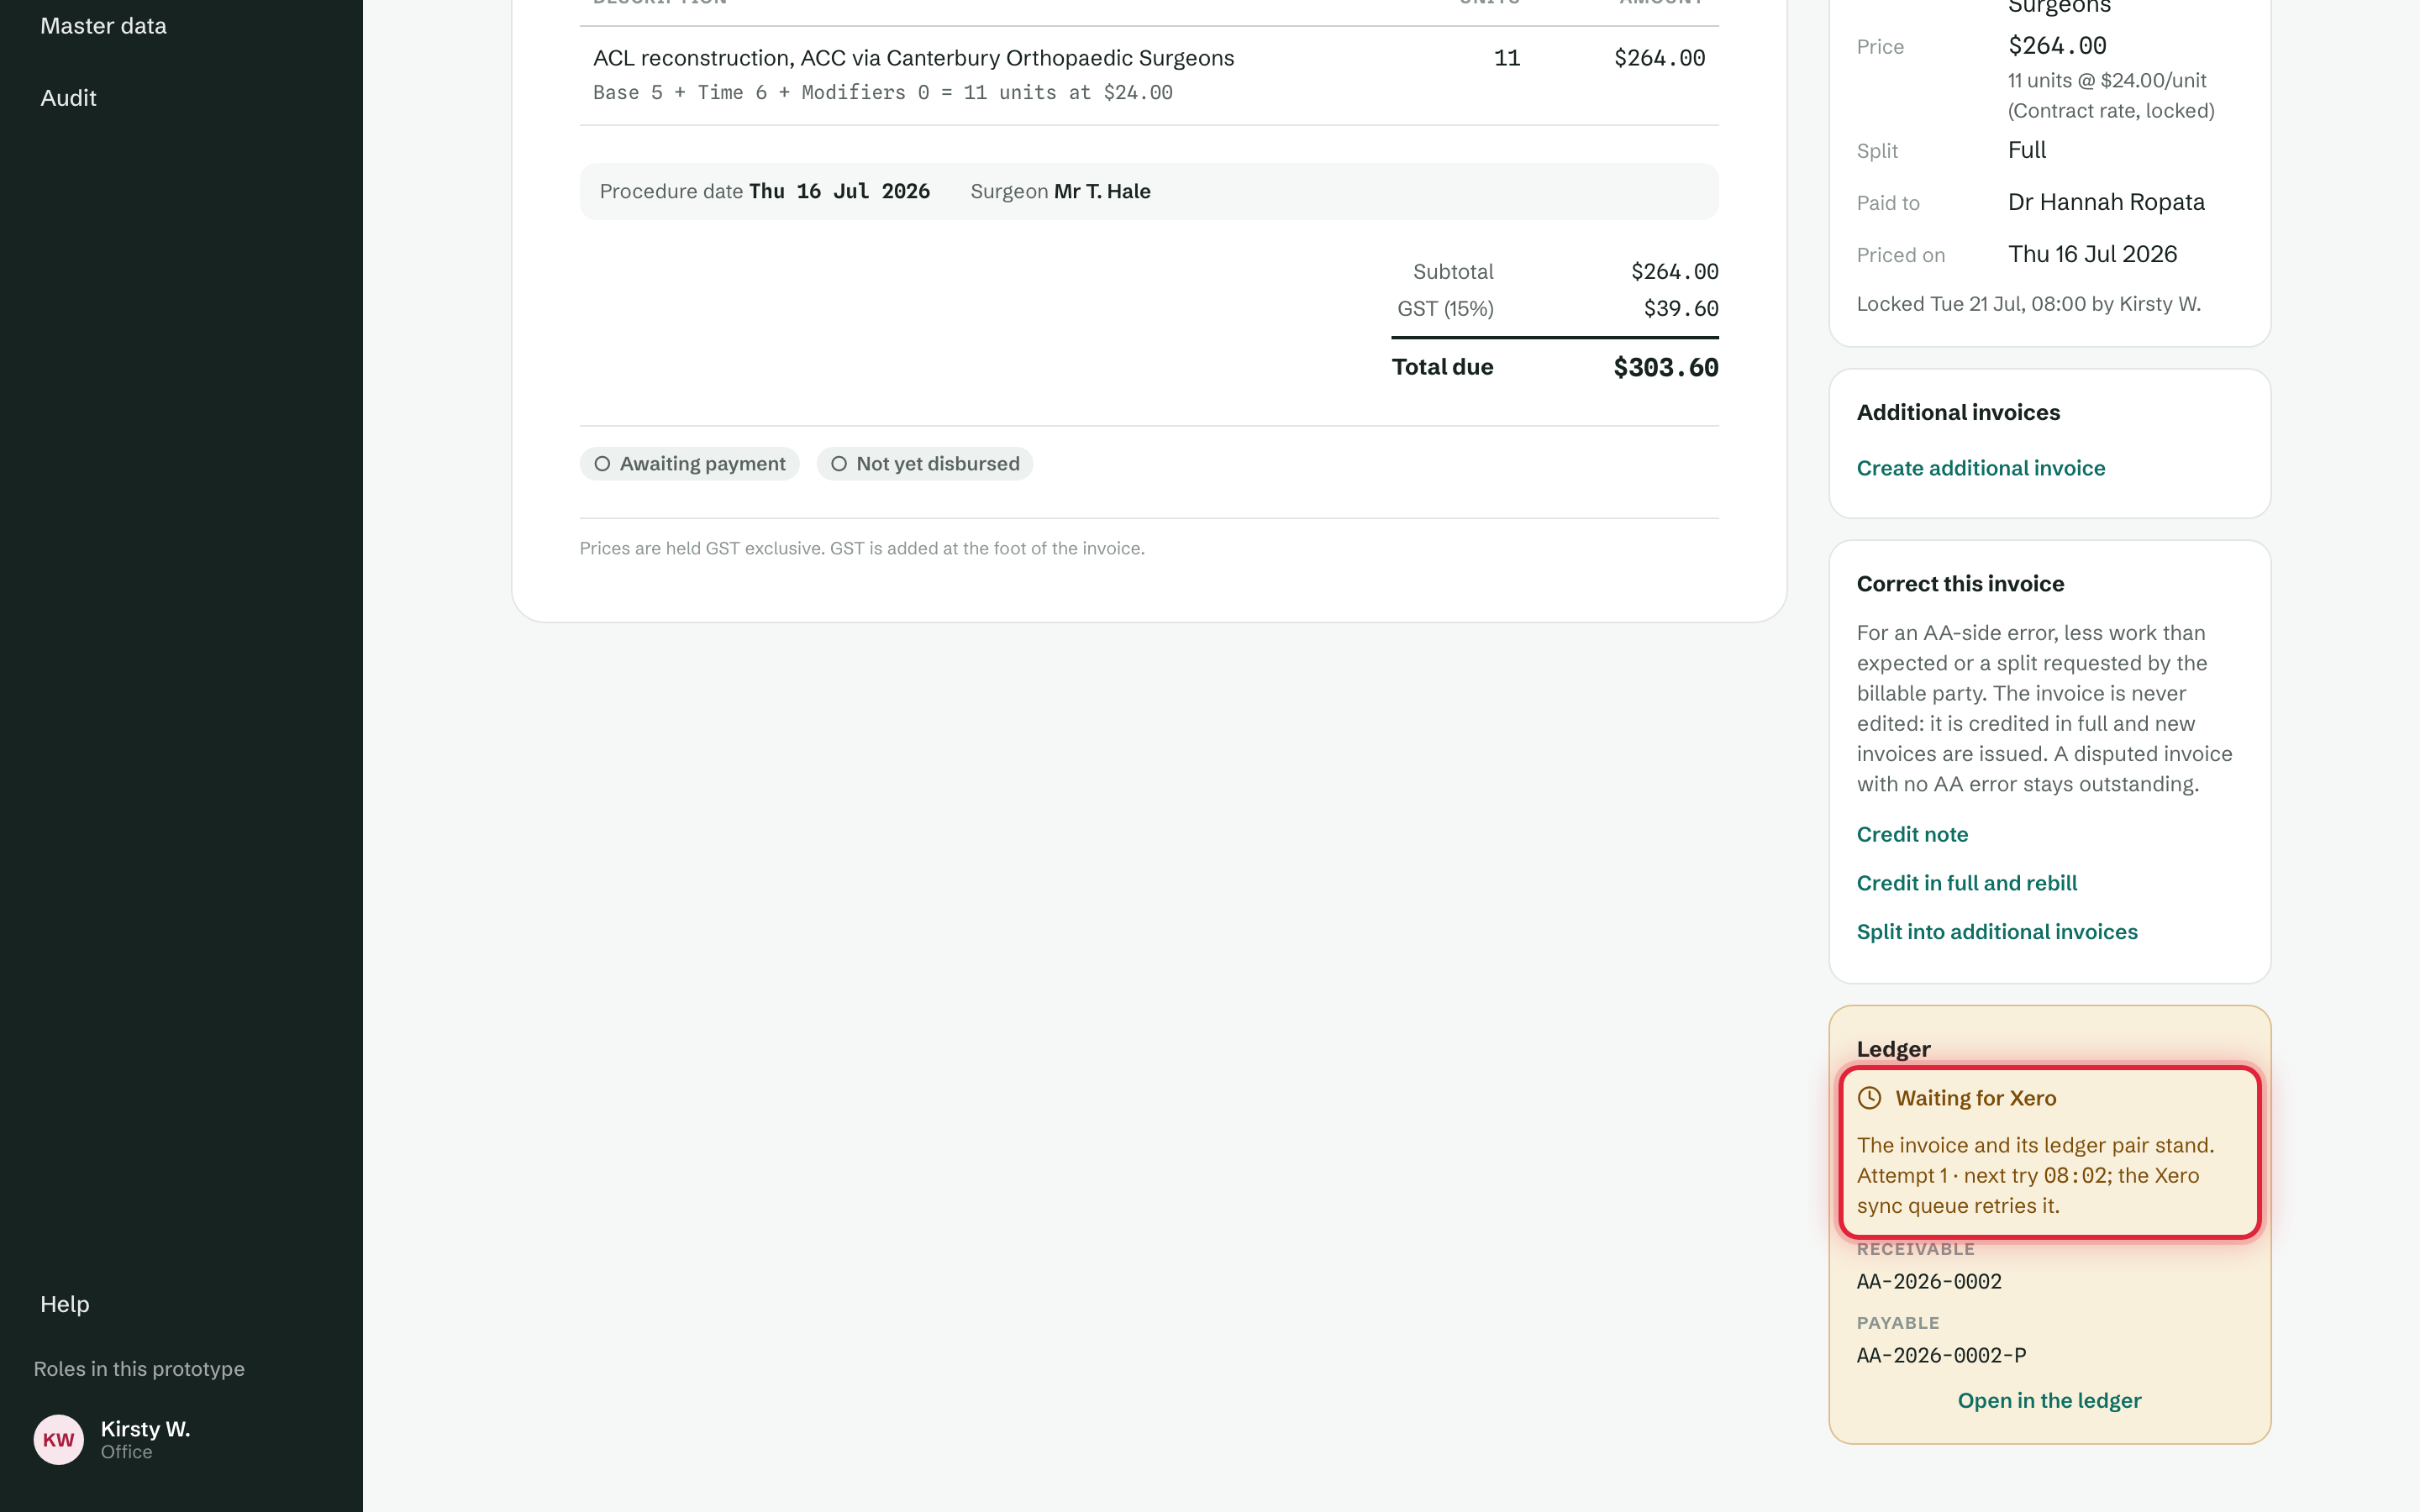 Master data
Audit
DESCRIPTION
UNITS
AMOUNT
ACL reconstruction, ACC via Canterbury Orthopaedic Surgeons
11
$264.00
Base 5 + Time 6 + Modifiers 0 = 11 units at $24.00
Procedure date Thu 16 Jul 2026
Surgeon Mr T. Hale
Subtotal
$264.00
GST (15%)
$39.60
Total due
$303.60
Awaiting payment
Not yet disbursed
Prices are held GST exclusive. GST is added at the foot of the invoice.
Surgeons
Price
$264.00
11 units @ $24.00/unit
(Contract rate, locked)
Split
Full
Paid to
Dr Hannah Ropata
Priced on
Thu 16 Jul 2026
Locked Tue 21 Jul, 08:00 by Kirsty W.
Additional invoices
Create additional invoice
Correct this invoice
For an AA-side error, less work than
expected or a split requested by the
billable party. The invoice is never
edited: it is credited in full and new
invoices are issued. A disputed invoice
with no AA error stays outstanding.
Credit note
Credit in full and rebill
Split into additional invoices
Ledger
Waiting for Xero
The invoice and its ledger pair stand.
Attempt 1 · next try 08:02; the Xero
sync queue retries it.
RECEIVABLE
AA-2026-0002
PAYABLE
AA-2026-0002-P
Open in the ledger
Help
Roles in this prototype
KW
Kirsty W.
Office